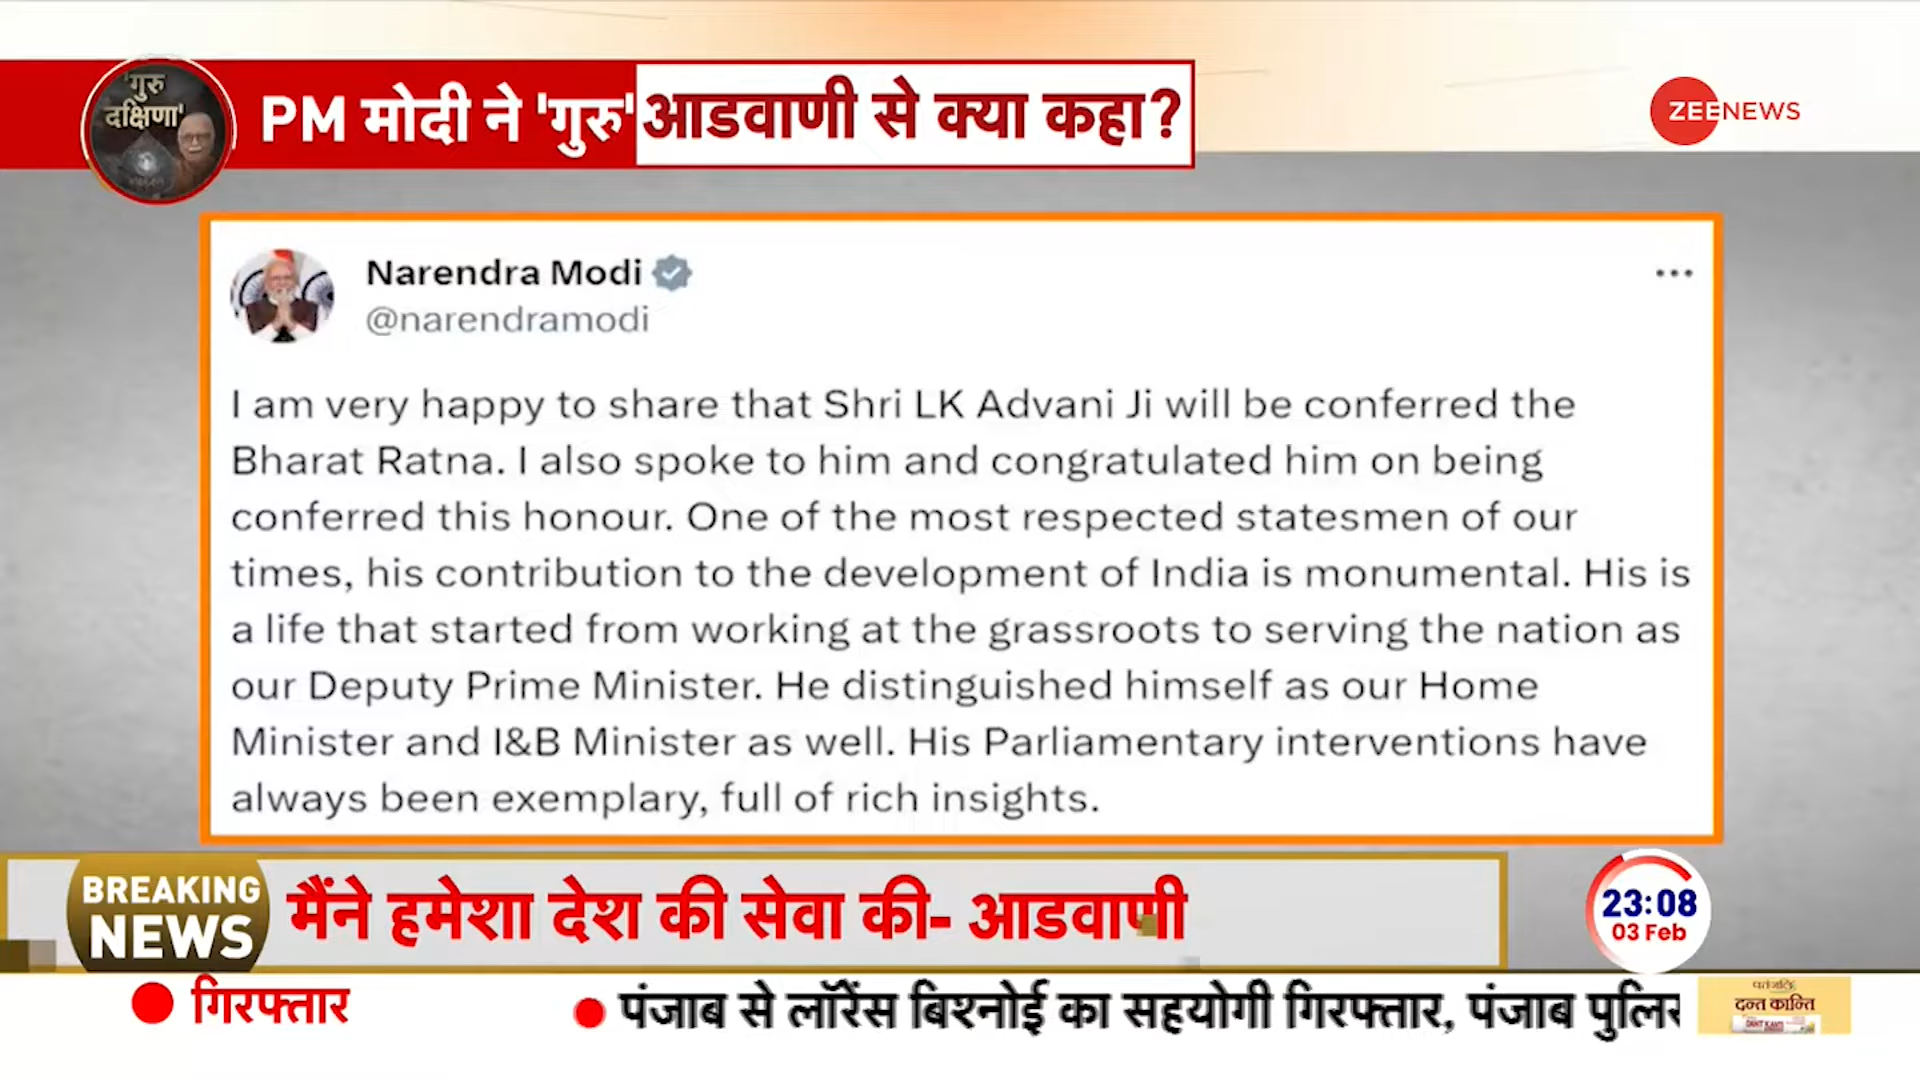 'गुरु
दक्षिणा'
PM मोदी ने 'गुरु' आडवाणी से क्या कहा?
ZEENEWS
Narendra Modi
@narendramodi
I am very happy to share that Shri LK Advani Ji will be conferred the
Bharat Ratna. I also spoke to him and congratulated him on being
conferred this honour. One of the most respected statesmen of our
times, his contribution to the development of India is monumental. His is
a life that started from working at the grassroots to serving the nation as
our Deputy Prime Minister. He distinguished himself as our Home
Minister and I&B Minister as well. His Parliamentary interventions have
always been exemplary, full of rich insights.
BREAKING
NEWS
मैंने हमेशा देश की सेवा की- आडवाणी
23:08
03 Feb
गिरफ्तार
पंजाब से लॉरेंस बिश्नोई का सहयोगी गिरफ्तार, पंजाब पुलिस
पतंजलि
दन्त कान्ति
DANT KANTI